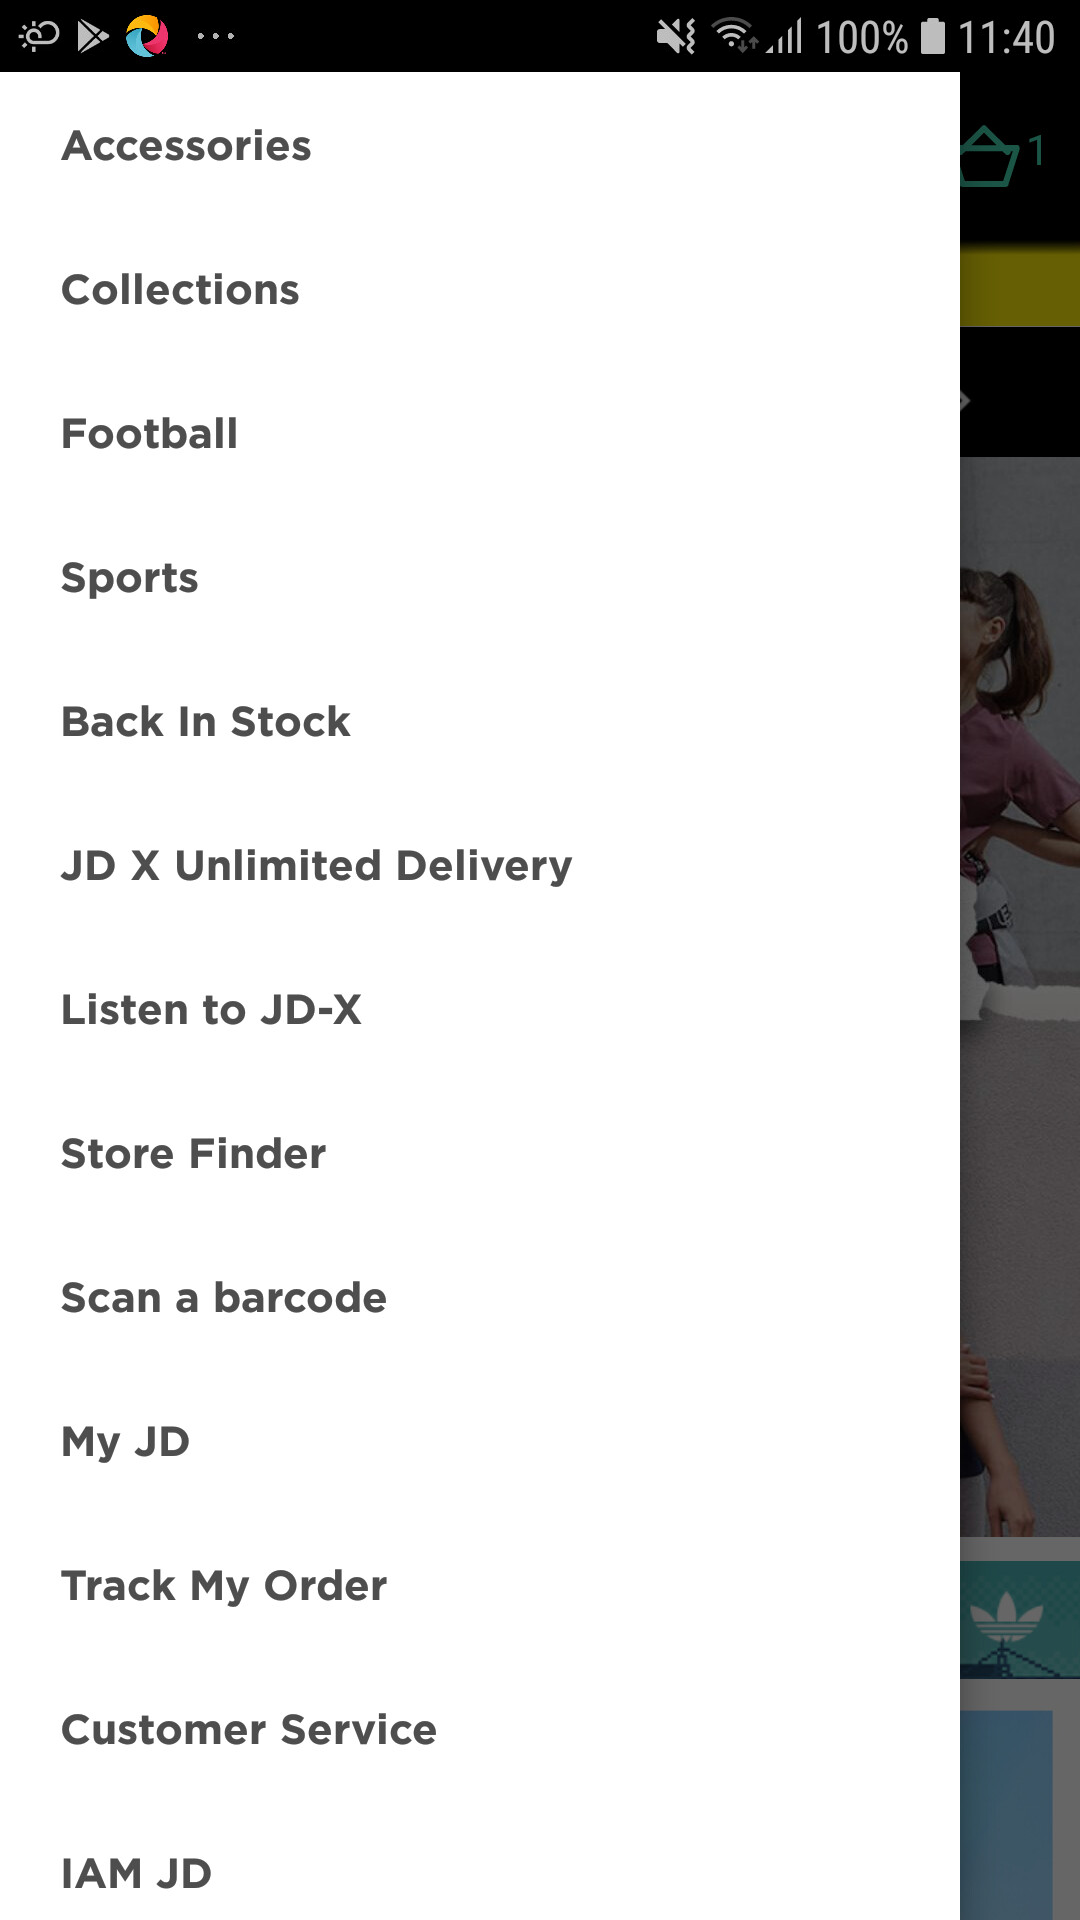 100% 11:40
1
Accessories
Collections
Football
Sports
Back In Stock
JD X Unlimited Delivery
Listen to JD-X
Store Finder
Scan a barcode
My JD
Track My Order
Customer Service
IAM JD